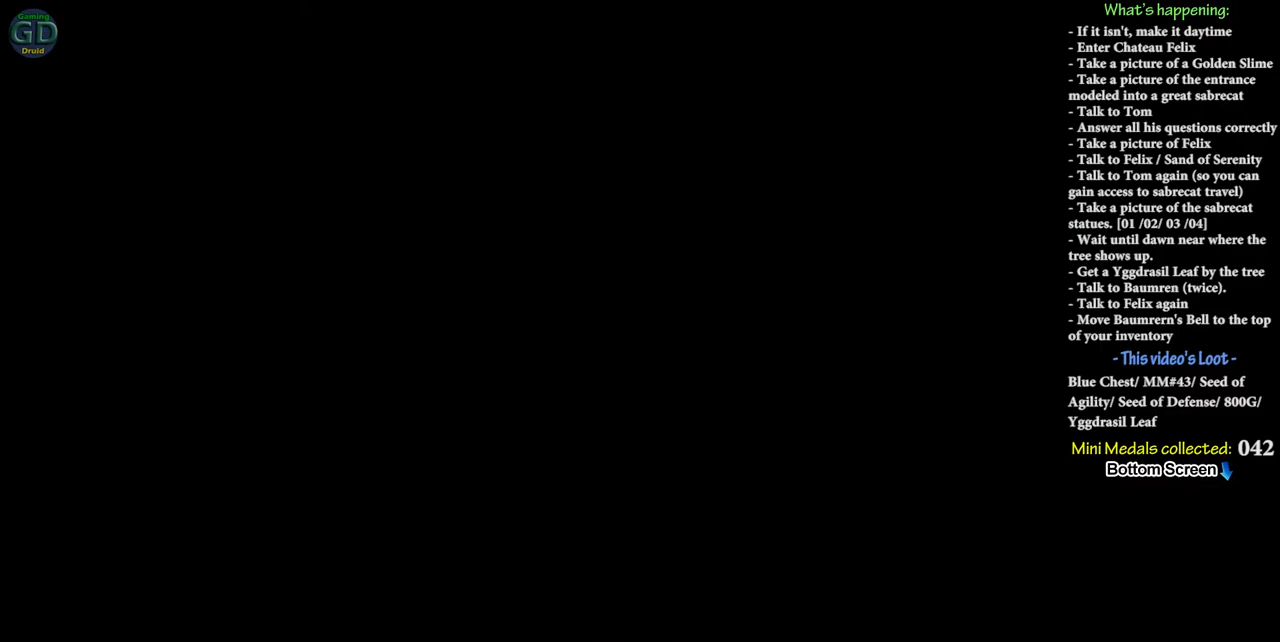 Gaming
GD
Druid
What's happening:
- If it isn't, make it daytime
- Enter Chateau Felix
- Take a picture of a Golden Slime
- Take a picture of the entrance
modeled into a great sabrecat
- Talk to Tom
- Answer all his questions correctly
- Take a picture of Felix
- Talk to Felix / Sand of Serenity
- Talk to Tom again (so you can
gain access to sabrecat travel)
- Take a picture of the sabrecat
statues. [01 /02/ 03 /04]
- Wait until dawn near where the
tree shows up.
- Get a Yggdrasil Leaf by the tree
- Talk to Baumren (twice).
- Talk to Felix again
- Move Baumrern's Bell to the top
of your inventory
- This video's Loot -
Blue Chest/ MM#43/ Seed of
Agility/ Seed of Defense/ 800G/
Yggdrasil Leaf
Mini Medals collected: 042
Bottom Screen